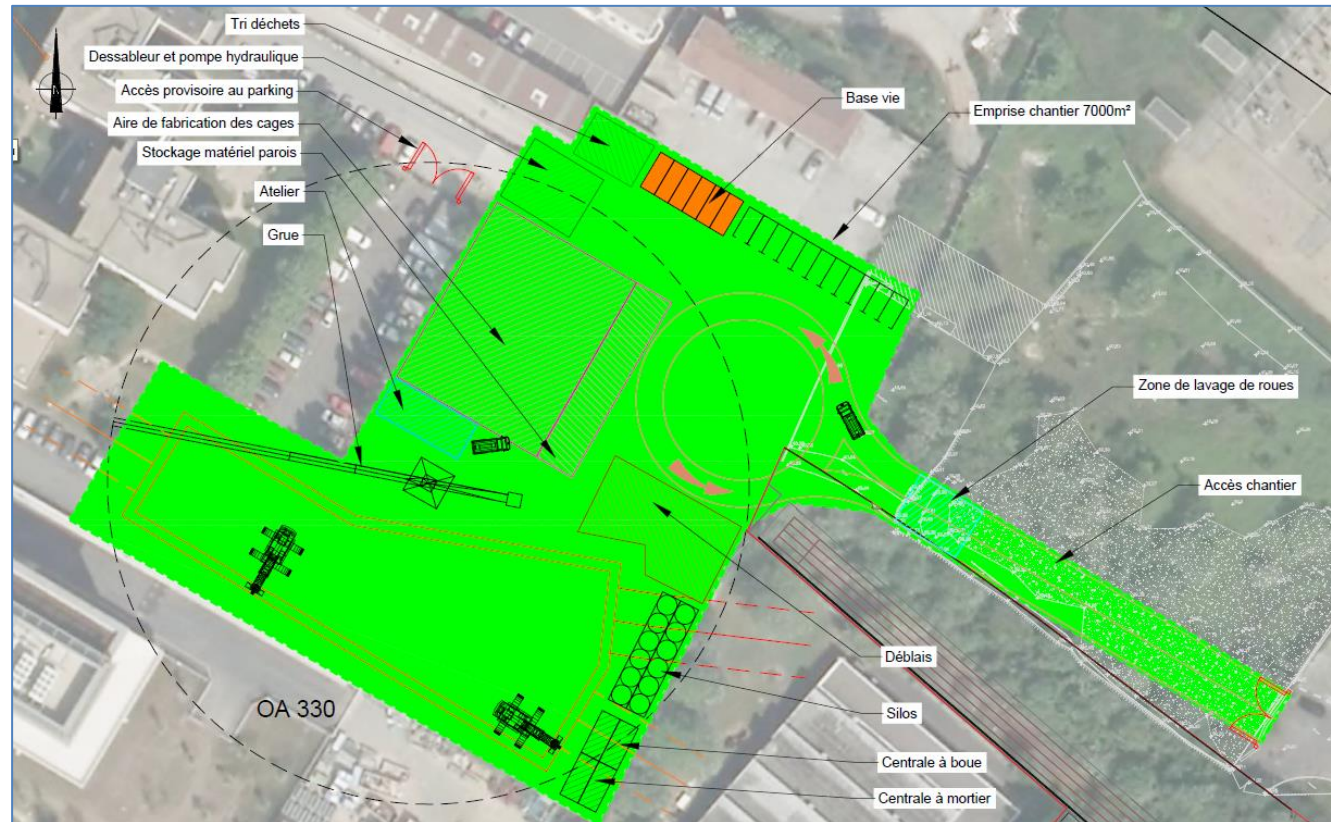 Tri déchets
Dessableur et pompe hydraulique
Accès provisoire au parking
Aire de fabrication des cages
Stockage matériel parois
Atelier
Grue
N
Base vie
Emprise chantier 7000m²
Zone de lavage de roues
Accès chantier
Déblais
Silos
Centrale à boue
Centrale à mortier
OA 330